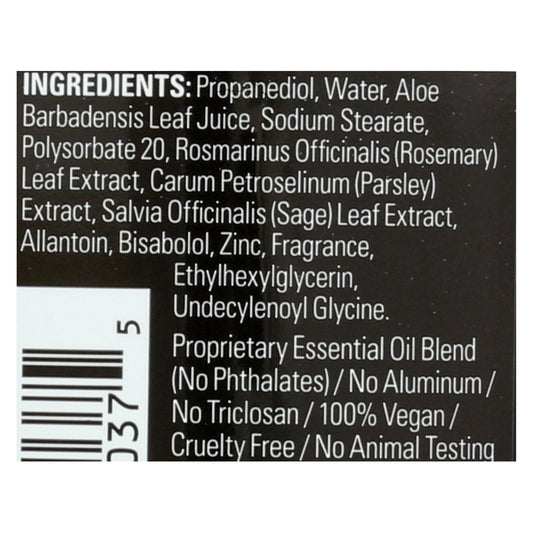 INGREDIENTS: Propanediol, Water, Aloe
Barbadensis Leaf Juice, Sodium Stearate,
Polysorbate 20, Rosmarinus Officinalis (Rosemary)
Leaf Extract, Carum Petroselinum (Parsley)
Extract, Salvia Officinalis (Sage) Leaf Extract,
Allantoin, Bisabolol, Zinc, Fragrance,
Ethylhexylglycerin,
Undecylenoyl Glycine.
Proprietary Essential Oil Blend
(No Phthalates) / No Aluminum /
No Triclosan / 100% Vegan /
Cruelty Free / No Animal Testing
037
5